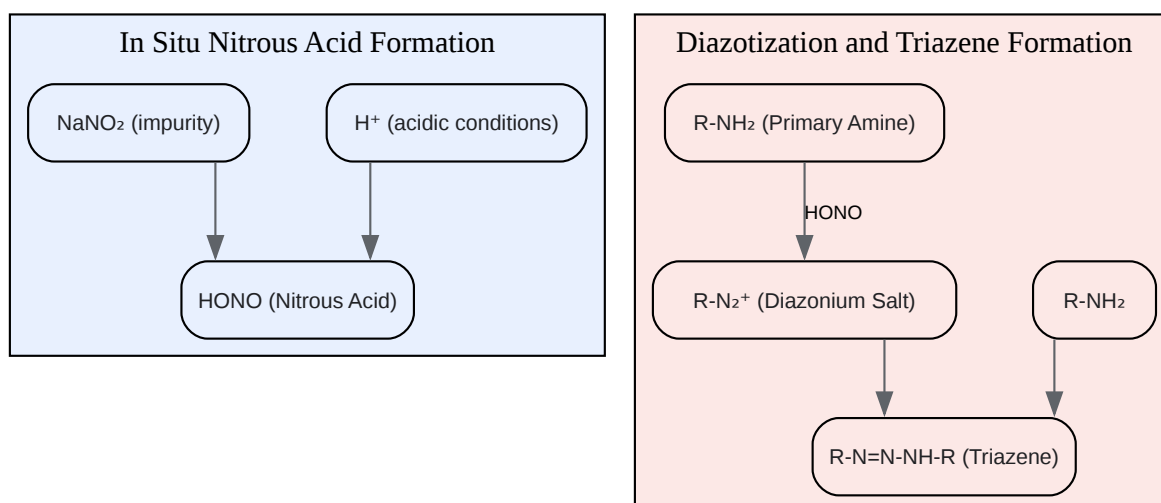 In Situ Nitrous Acid Formation
NaNO₂ (impurity)
H⁺ (acidic conditions)
HONO (Nitrous Acid)
Diazotization and Triazene Formation
R-NH₂ (Primary Amine)
HONO
R-N₂⁺ (Diazonium Salt)
R-NH₂
R-N=N-NH-R (Triazene)